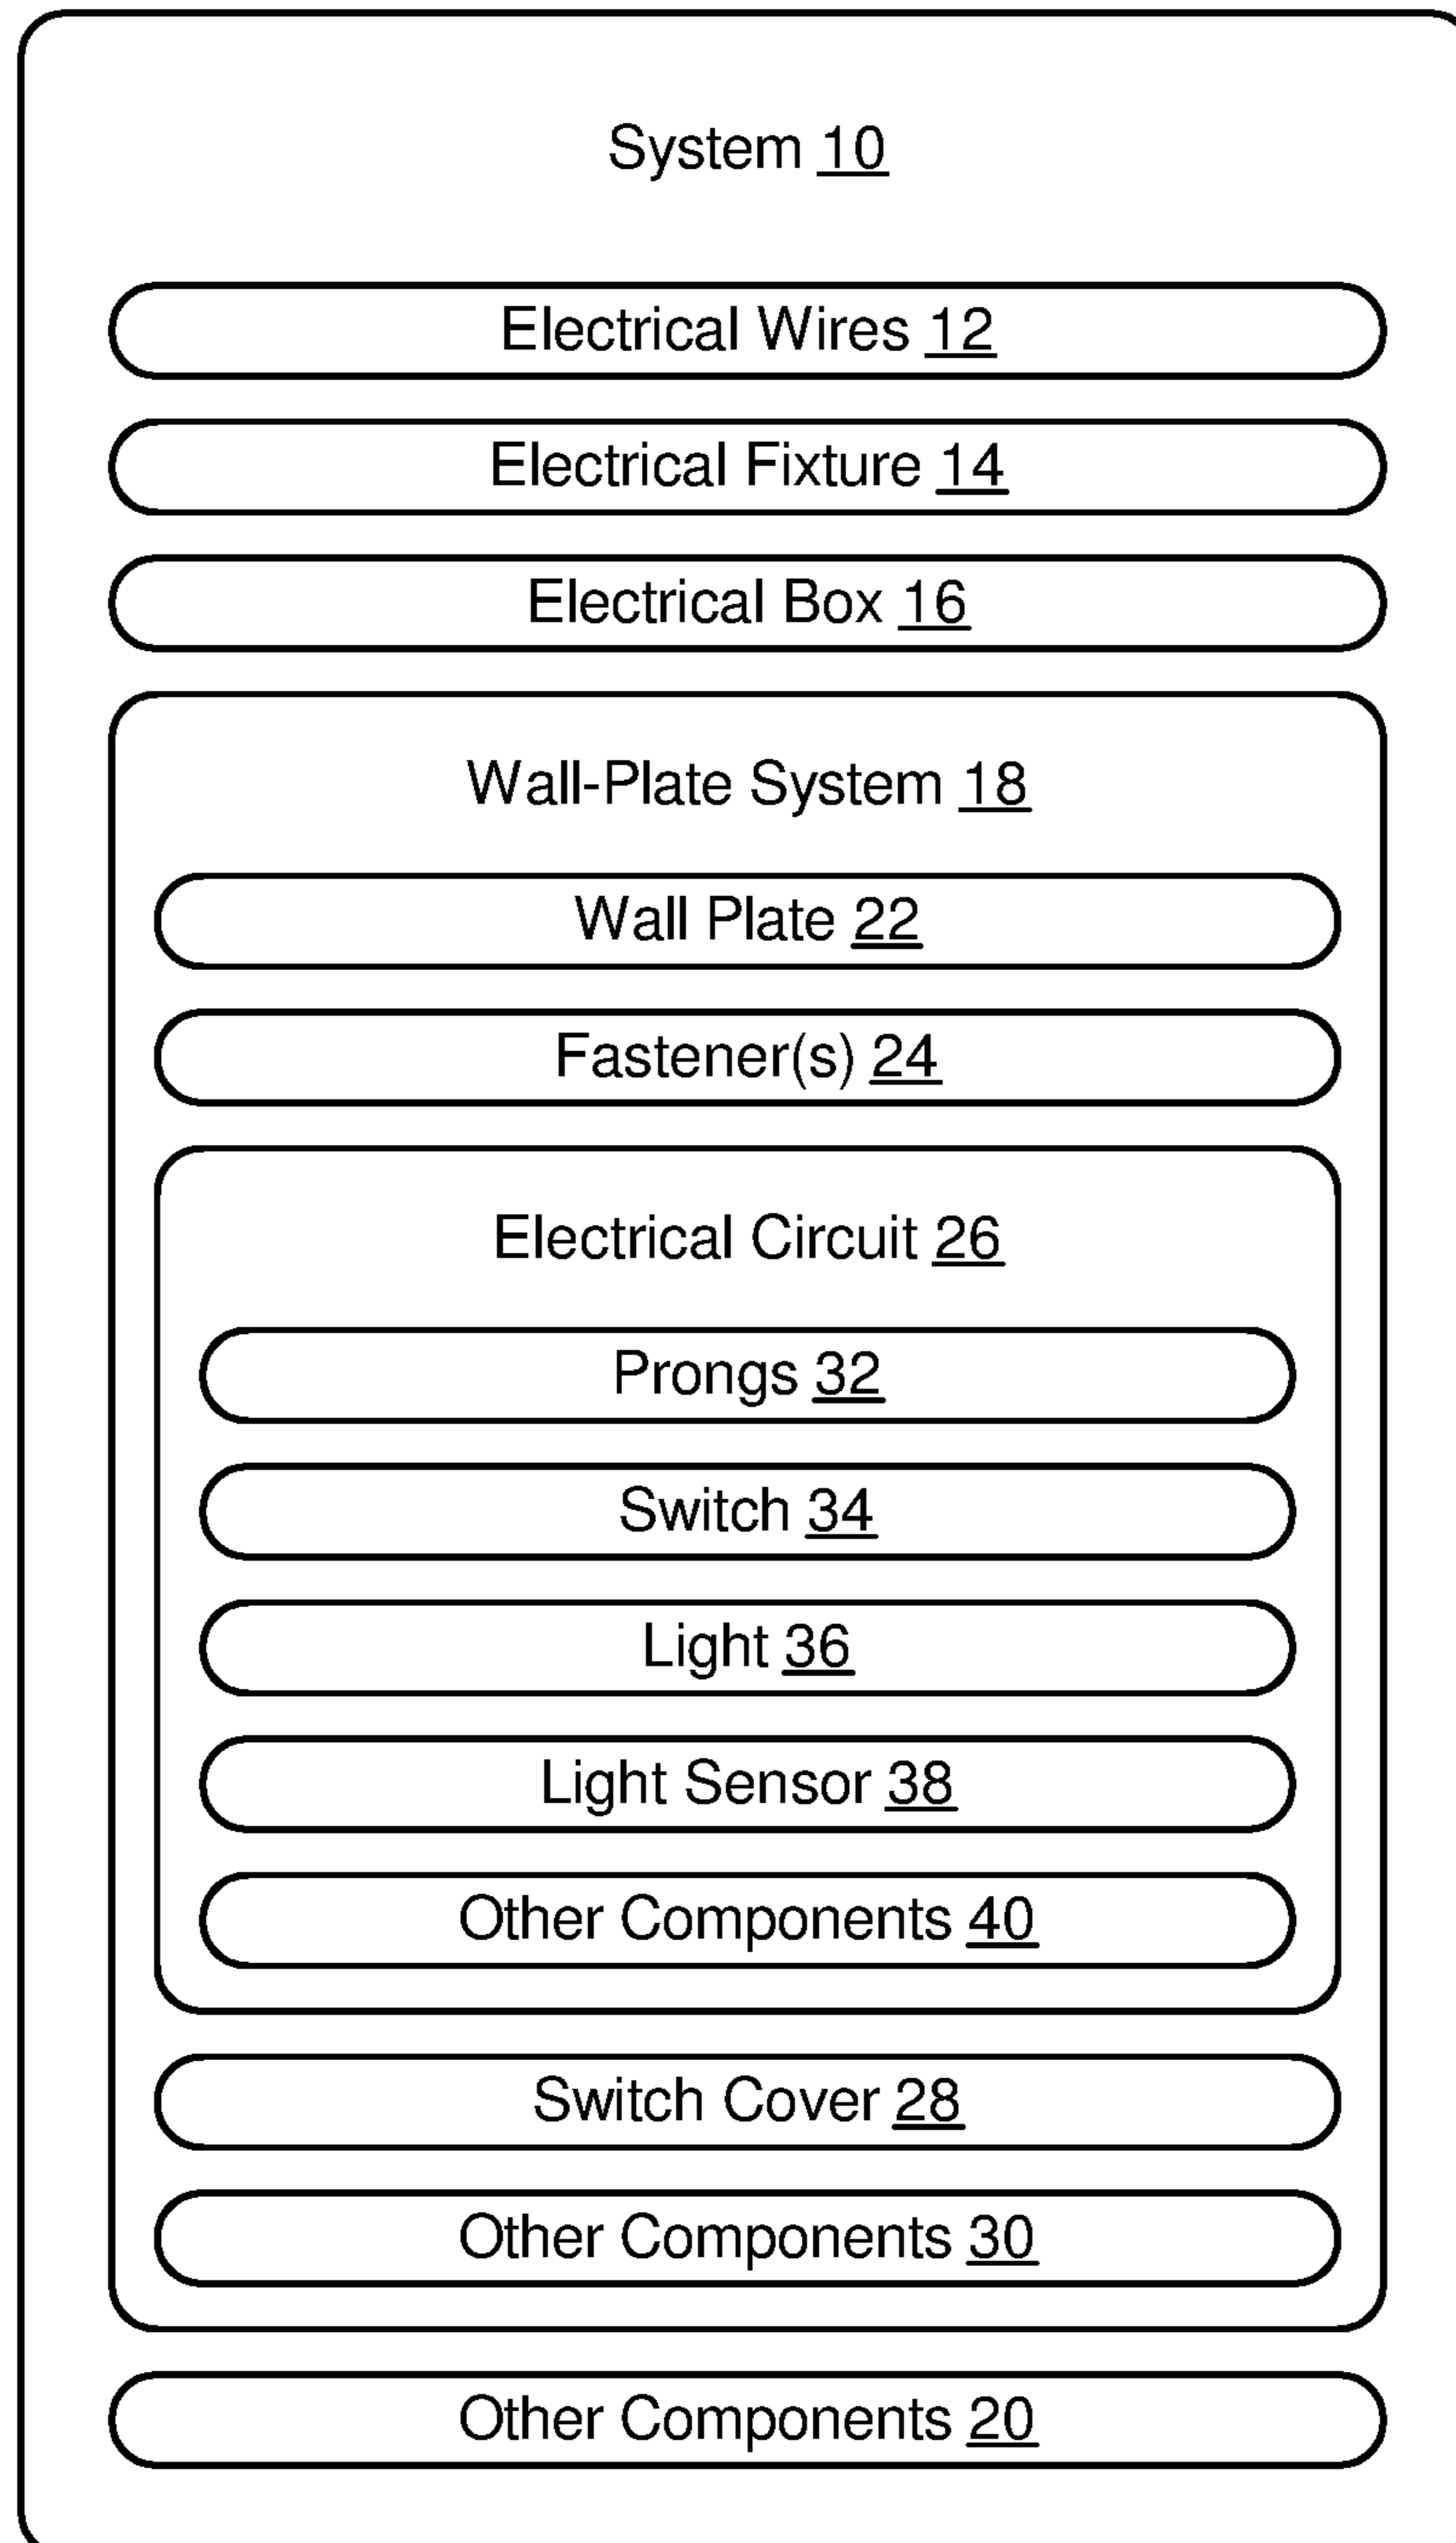 System 10
Electrical Wires 12
Electrical Fixture 14
Electrical Box 16
Wall-Plate System 18
Wall Plate 22
Fastener(s) 24
Electrical Circuit 26
Prongs 32
Switch 34
Light 36
Light Sensor 38
Other Components 40
Switch Cover 28
Other Components 30
Other Components 20